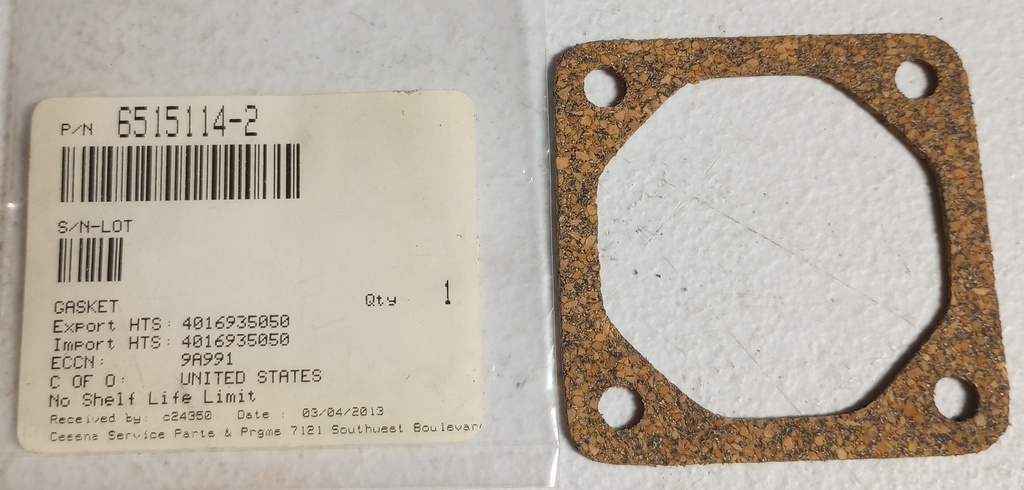 P/N 6515114-2
S/N-LOT
GASKET Qty 1
Export HTS: 4016935050
Import HTS: 4016935050
ECCN: 9A991
C OF O: UNITED STATES
No Shelf Life Limit
Received by: c24350 Date : 03/04/2013
Cessna Service Parts & Prgms 7121 Southwest Boulevar